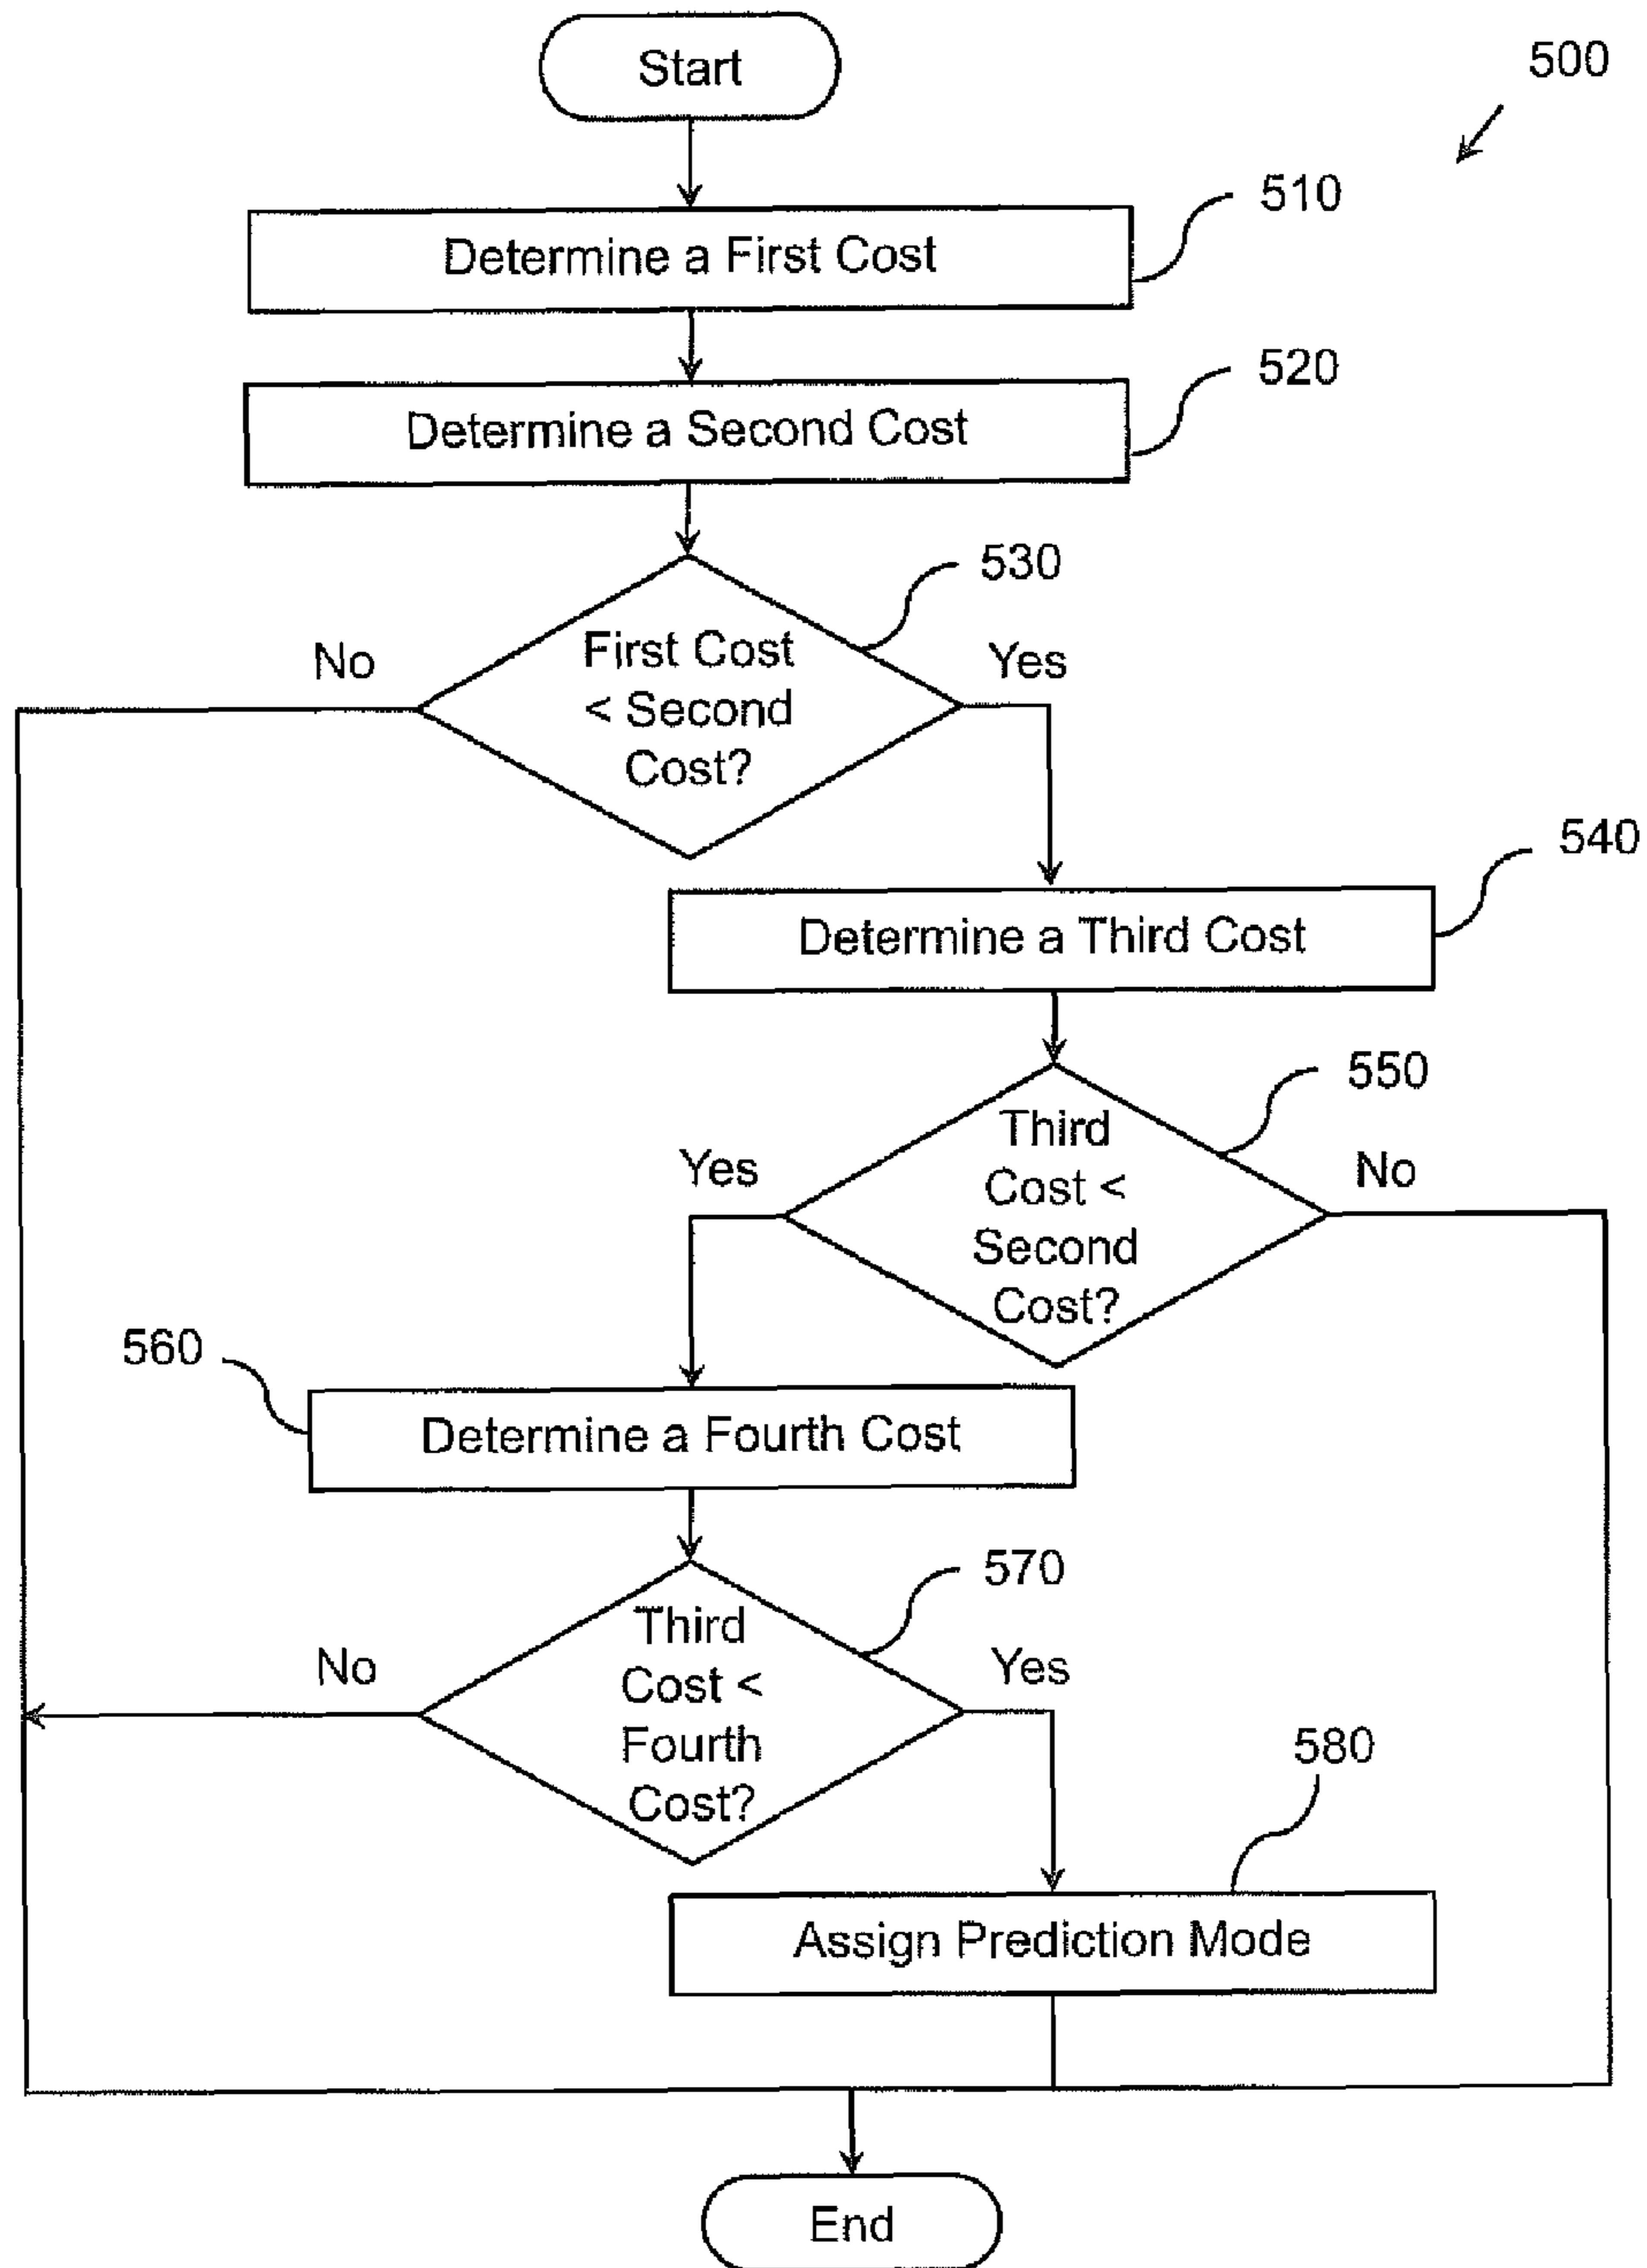 Start
500
510
Determine a First Cost
520
Determine a Second Cost
530
No
First Cost
< Second
Cost?
Yes
540
Determine a Third Cost
550
Yes
Third
Cost <
Second
Cost?
No
560
Determine a Fourth Cost
570
No
Third
Cost <
Fourth
Cost?
Yes
580
Assign Prediction Mode
End